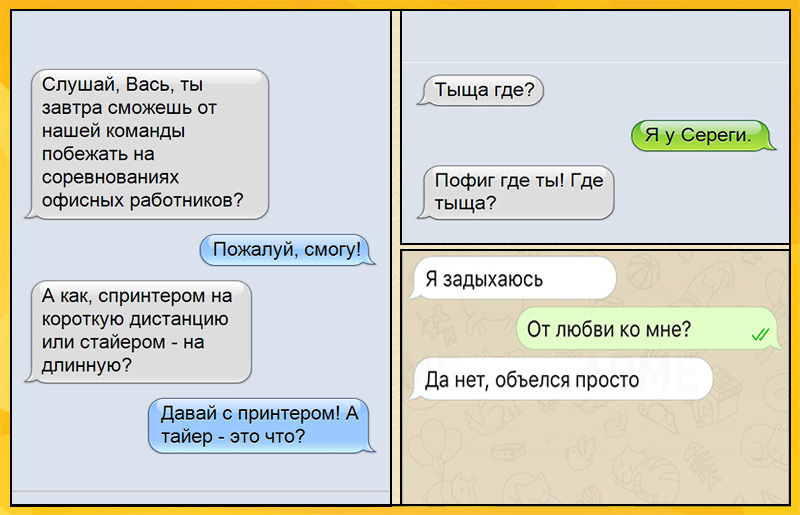 Слушай, Вась, ты
завтра сможешь от
нашей команды
побежать на
соревнованиях
офисных работников?
Пожалуй, смогу!
А как, спринтером на
короткую дистанцию
или стайером - на
длинную?
Давай с принтером! А
тайер - это что?
Тыща где?
Я у Сереги.
Пофиг где ты! Где
тыща?
Я задыхаюсь
От любви ко мне?
Да нет, объелся просто